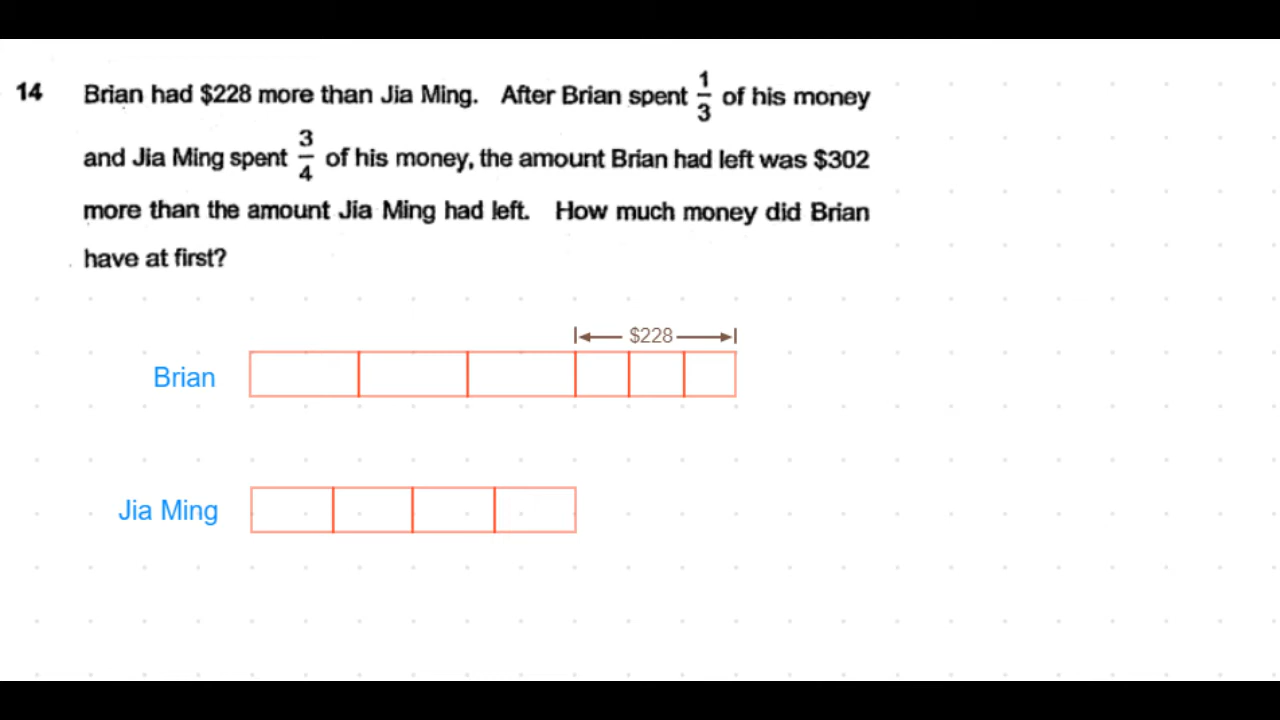 14 Brian had $228 more than Jia Ming. After Brian spent 1/3 of his money
and Jia Ming spent 3/4 of his money, the amount Brian had left was $302
more than the amount Jia Ming had left. How much money did Brian
have at first?
$228
Brian
Jia Ming